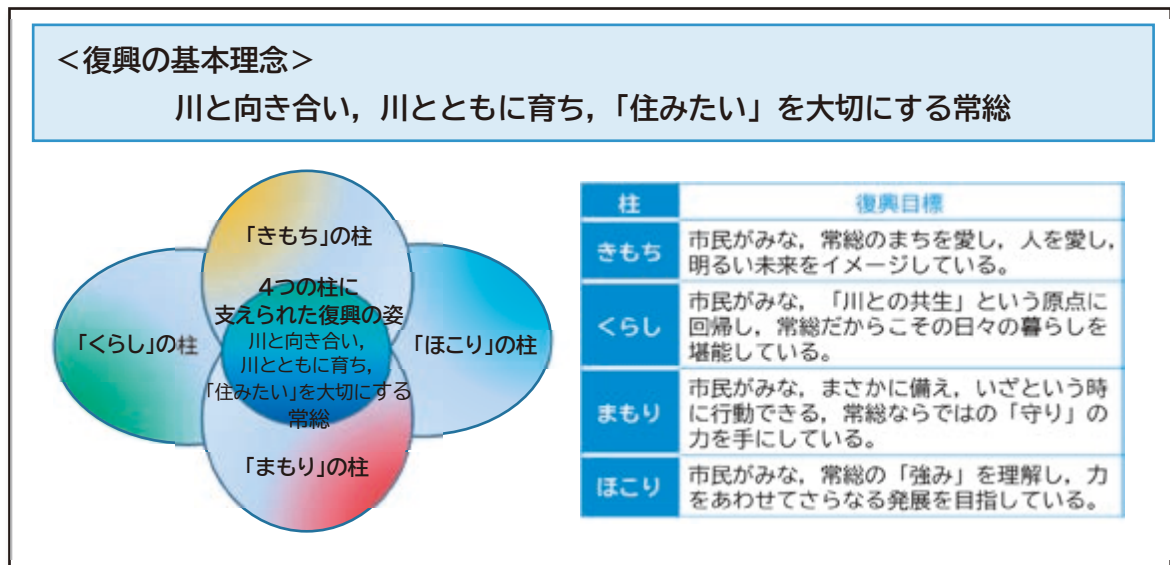 ＜復興の基本理念＞
川と向き合い，川とともに育ち，「住みたい」を大切にする常総
「きもち」の柱
4つの柱に
支えられた復興の姿
川と向き合い，
川とともに育ち，
「住みたい」を大切にする
常総
「くらし」の柱
「ほこり」の柱
「まもり」の柱
柱 復興目標
きもち 市民がみな，常総のまちを愛し，人を愛し，
明るい未来をイメージしている。
くらし 市民がみな，「川との共生」という原点に
回帰し，常総だからこその日々の暮らしを
堪能している。
まもり 市民がみな，まさかに備え，いざという時
に行動できる，常総ならではの「守り」の
力を手にしている。
ほこり 市民がみな，常総の「強み」を理解し，力
をあわせてさらなる発展を目指している。